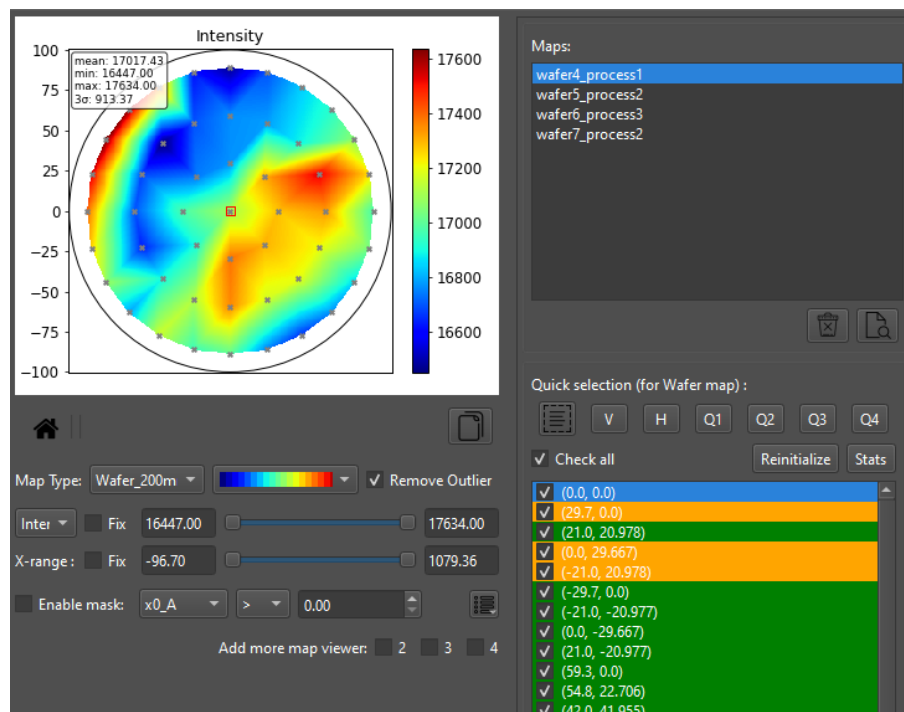 Intensity
mean: 17017.43
min: 16447.00
max: 17634.00
3σ: 913.37
100
75
50
25
0
−25
−50
−75
−100
17600
17400
17200
17000
16800
16600
Map Type: Wafer_200m Remove Outlier
Inter Fix 16447.00 17634.00
X-range : Fix -96.70 1079.36
Enable mask: x0_A > 0.00
Add more map viewer: 2 3 4
Maps:
wafer4_process1
wafer5_process2
wafer6_process3
wafer7_process2
Quick selection (for Wafer map) :
V H Q1 Q2 Q3 Q4
Check all Reinitialize Stats
(0.0, 0.0)
(29.7, 0.0)
(21.0, 20.978)
(0.0, 29.667)
(-21.0, 20.978)
(-29.7, 0.0)
(-21.0, -20.977)
(0.0, -29.667)
(21.0, -20.977)
(59.3, 0.0)
(54.8, 22.706)
(42.0, 41.955)